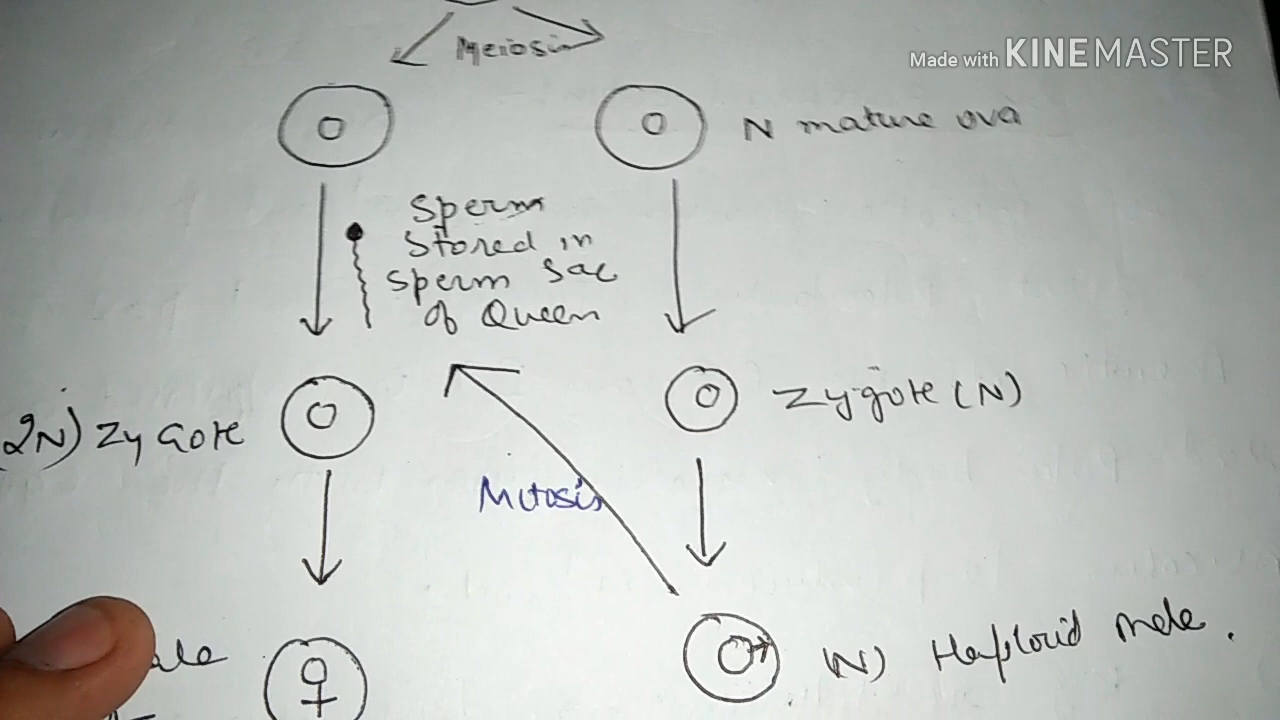 Meiosis
Made with KINEMASTER
N mature ova
Sperm
stored in
sperm sac
of Queen
2N) Zygote
Zygote (N)
Mitosis
(N) Haploid male.